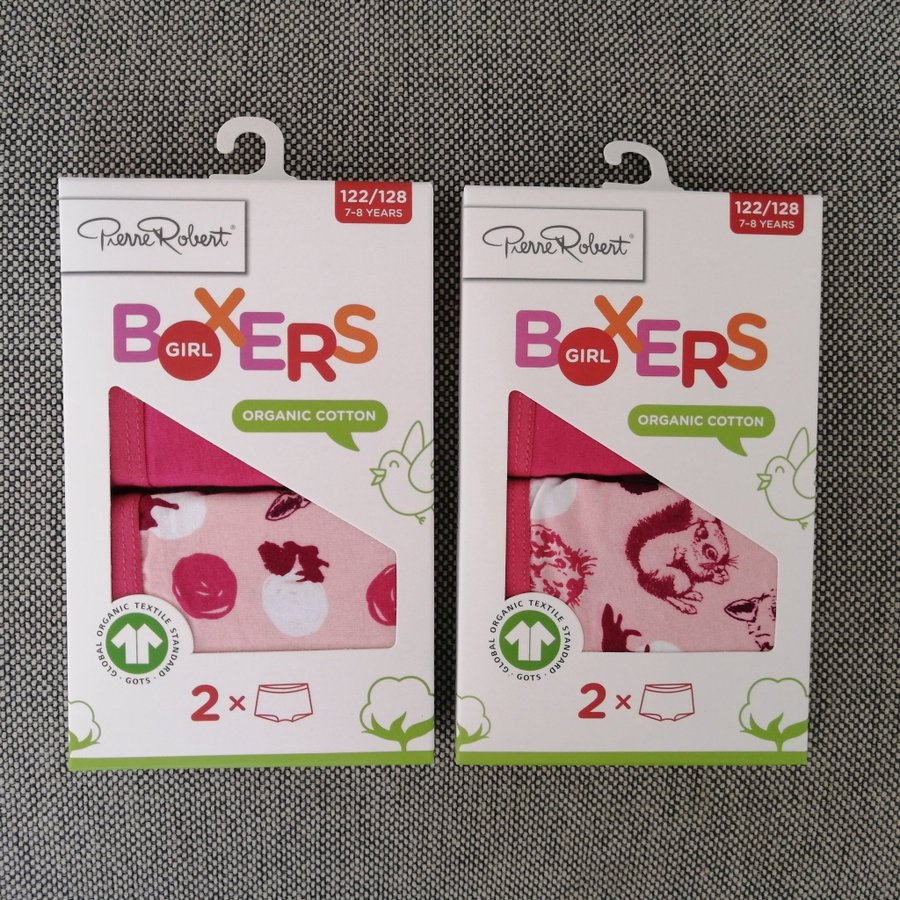 122/128
7-8 YEARS
Pierre Robert®
BOXERS
GIRL
ORGANIC COTTON
GLOBAL ORGANIC TEXTILE STANDARD · GOTS ·
2 ×
122/128
7-8 YEARS
Pierre Robert®
BOXERS
GIRL
ORGANIC COTTON
GLOBAL ORGANIC TEXTILE STANDARD · GOTS ·
2 ×